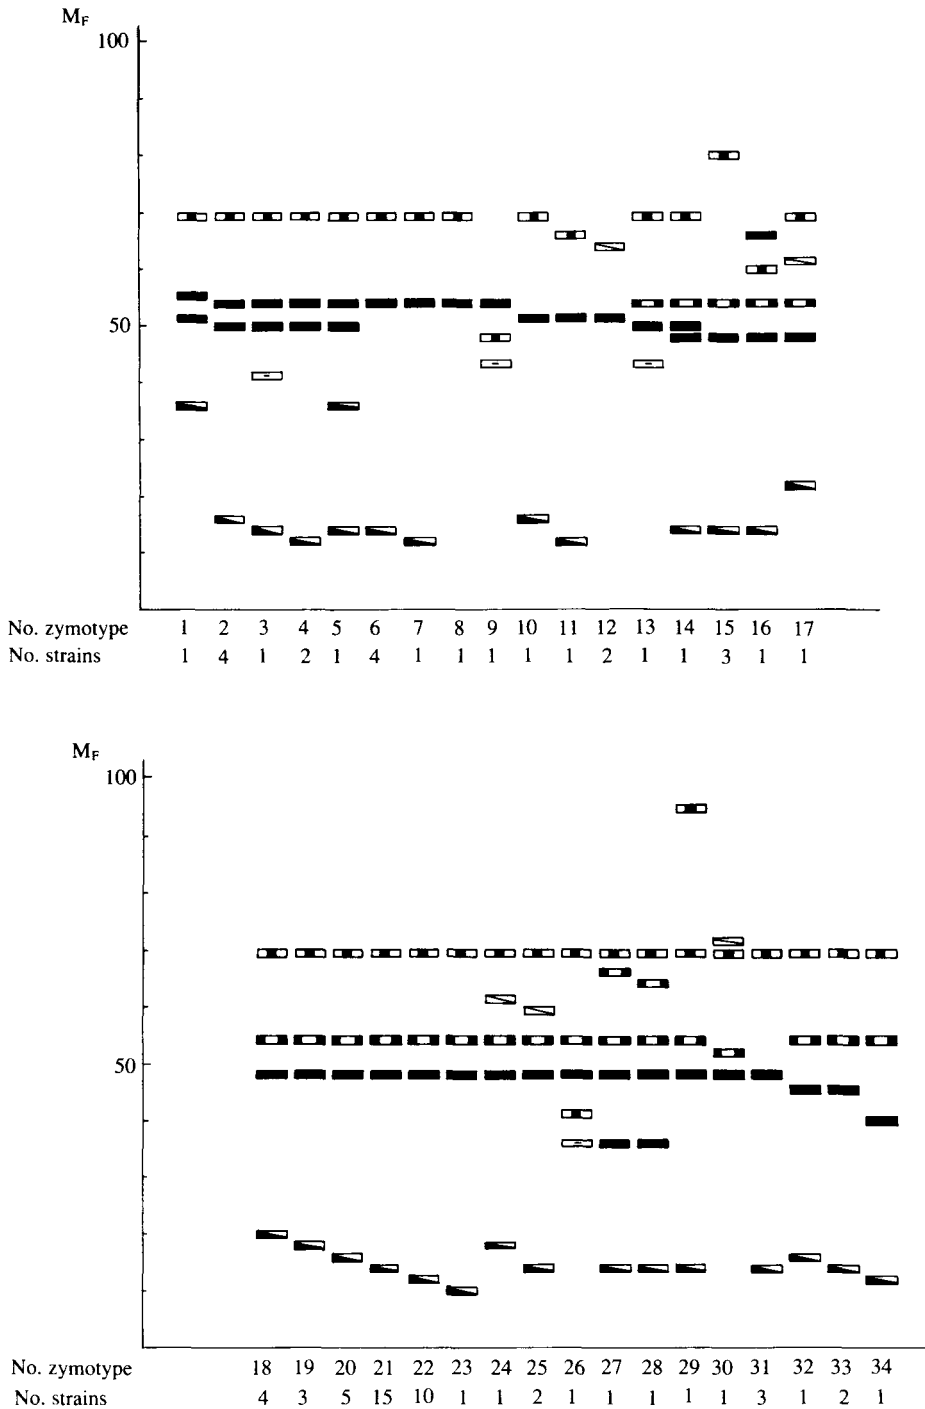 M_F
100
50
No. zymotype 1 2 3 4 5 6 7 8 9 10 11 12 13 14 15 16 17
No. strains 1 4 1 2 1 4 1 1 1 1 1 2 1 1 3 1 1
M_F
100
50
No. zymotype 18 19 20 21 22 23 24 25 26 27 28 29 30 31 32 33 34
No. strains 4 3 5 15 10 1 1 2 1 1 1 1 1 3 1 2 1